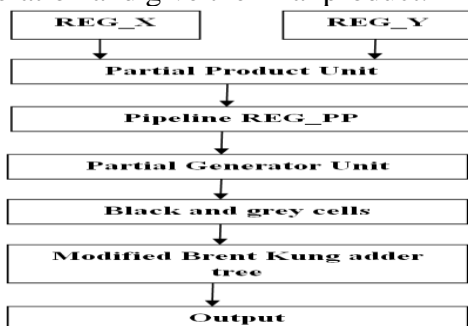 REG_X REG_Y
Partial Product Unit
Pipeline REG_PP
Partial Generator Unit
Black and grey cells
Modified Brent Kung adder
tree
Output